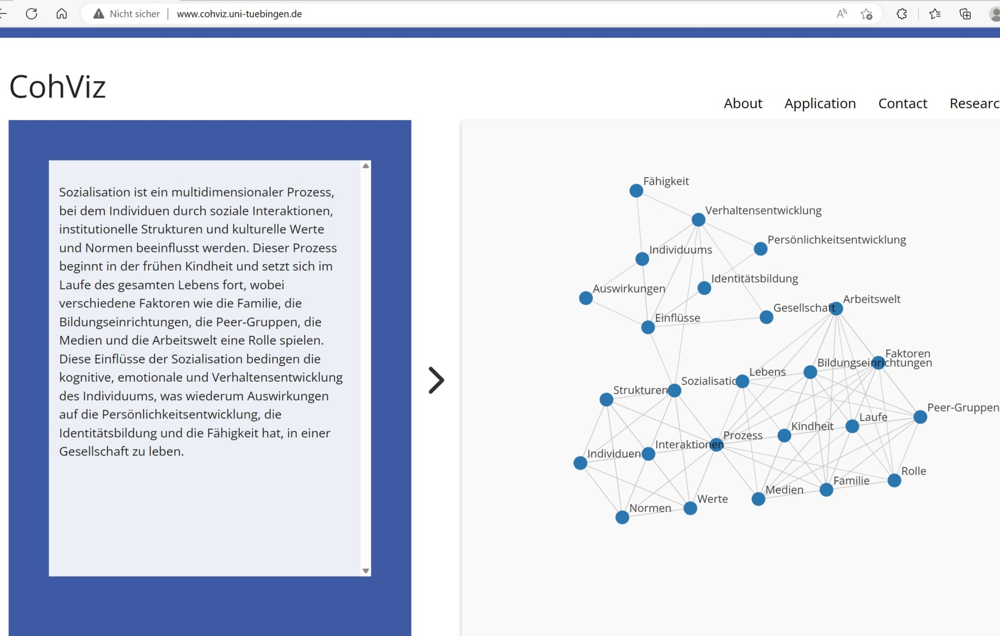 Nicht sicher | www.cohviz.uni-tuebingen.de
CohViz
About Application Contact Researc
Sozialisation ist ein multidimensionaler Prozess,
bei dem Individuen durch soziale Interaktionen,
institutionelle Strukturen und kulturelle Werte
und Normen beeinflusst werden. Dieser Prozess
beginnt in der frühen Kindheit und setzt sich im
Laufe des gesamten Lebens fort, wobei
verschiedene Faktoren wie die Familie, die
Bildungseinrichtungen, die Peer-Gruppen, die
Medien und die Arbeitswelt eine Rolle spielen.
Diese Einflüsse der Sozialisation bedingen die
kognitive, emotionale und Verhaltensentwicklung
des Individuums, was wiederum Auswirkungen
auf die Persönlichkeitsentwicklung, die
Identitätsbildung und die Fähigkeit hat, in einer
Gesellschaft zu leben.
Fähigkeit
Verhaltensentwicklung
Persönlichkeitsentwicklung
Individuums
Identitätsbildung
Auswirkungen
Arbeitswelt
Gesellschaft
Einflüsse
Faktoren
Bildungseinrichtungen
Lebens
Sozialisatio
Strukturen
Peer-Gruppen
Laufe
Kindheit
Prozess
Interaktionen
Individuen
Rolle
Familie
Medien
Werte
Normen